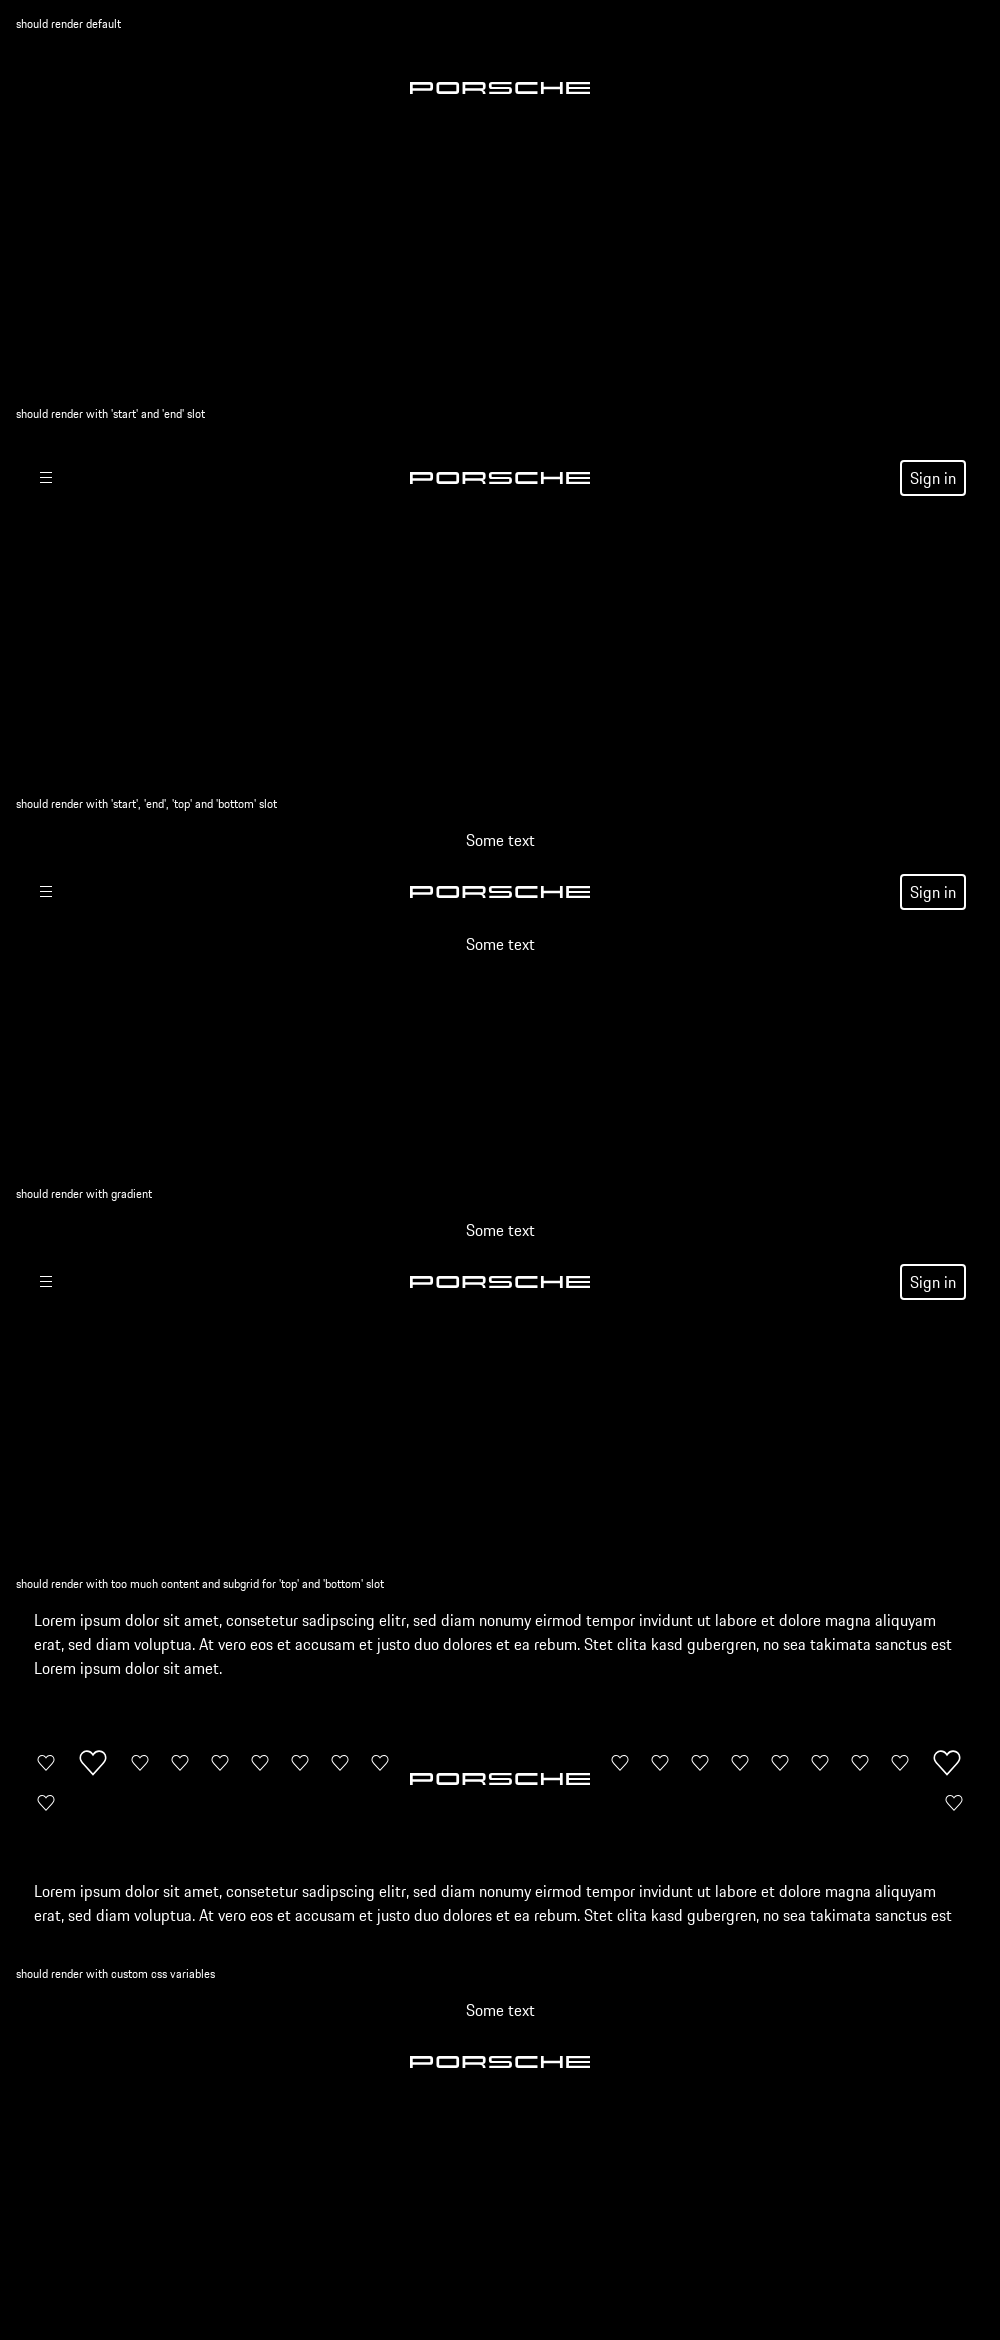 should render default
PORSCHE
should render with 'start' and 'end' slot
PORSCHE
Sign in
should render with 'start', 'end', 'top' and 'bottom' slot
Some text
PORSCHE
Sign in
Some text
should render with gradient
Some text
PORSCHE
Sign in
should render with too much content and subgrid for 'top' and 'bottom' slot
Lorem ipsum dolor sit amet, consetetur sadipscing elitr, sed diam nonumy eirmod tempor invidunt ut labore et dolore magna aliquyam
erat, sed diam voluptua. At vero eos et accusam et justo duo dolores et ea rebum. Stet clita kasd gubergren, no sea takimata sanctus est
Lorem ipsum dolor sit amet.
PORSCHE
Lorem ipsum dolor sit amet, consetetur sadipscing elitr, sed diam nonumy eirmod tempor invidunt ut labore et dolore magna aliquyam
erat, sed diam voluptua. At vero eos et accusam et justo duo dolores et ea rebum. Stet clita kasd gubergren, no sea takimata sanctus est
should render with custom css variables
Some text
PORSCHE